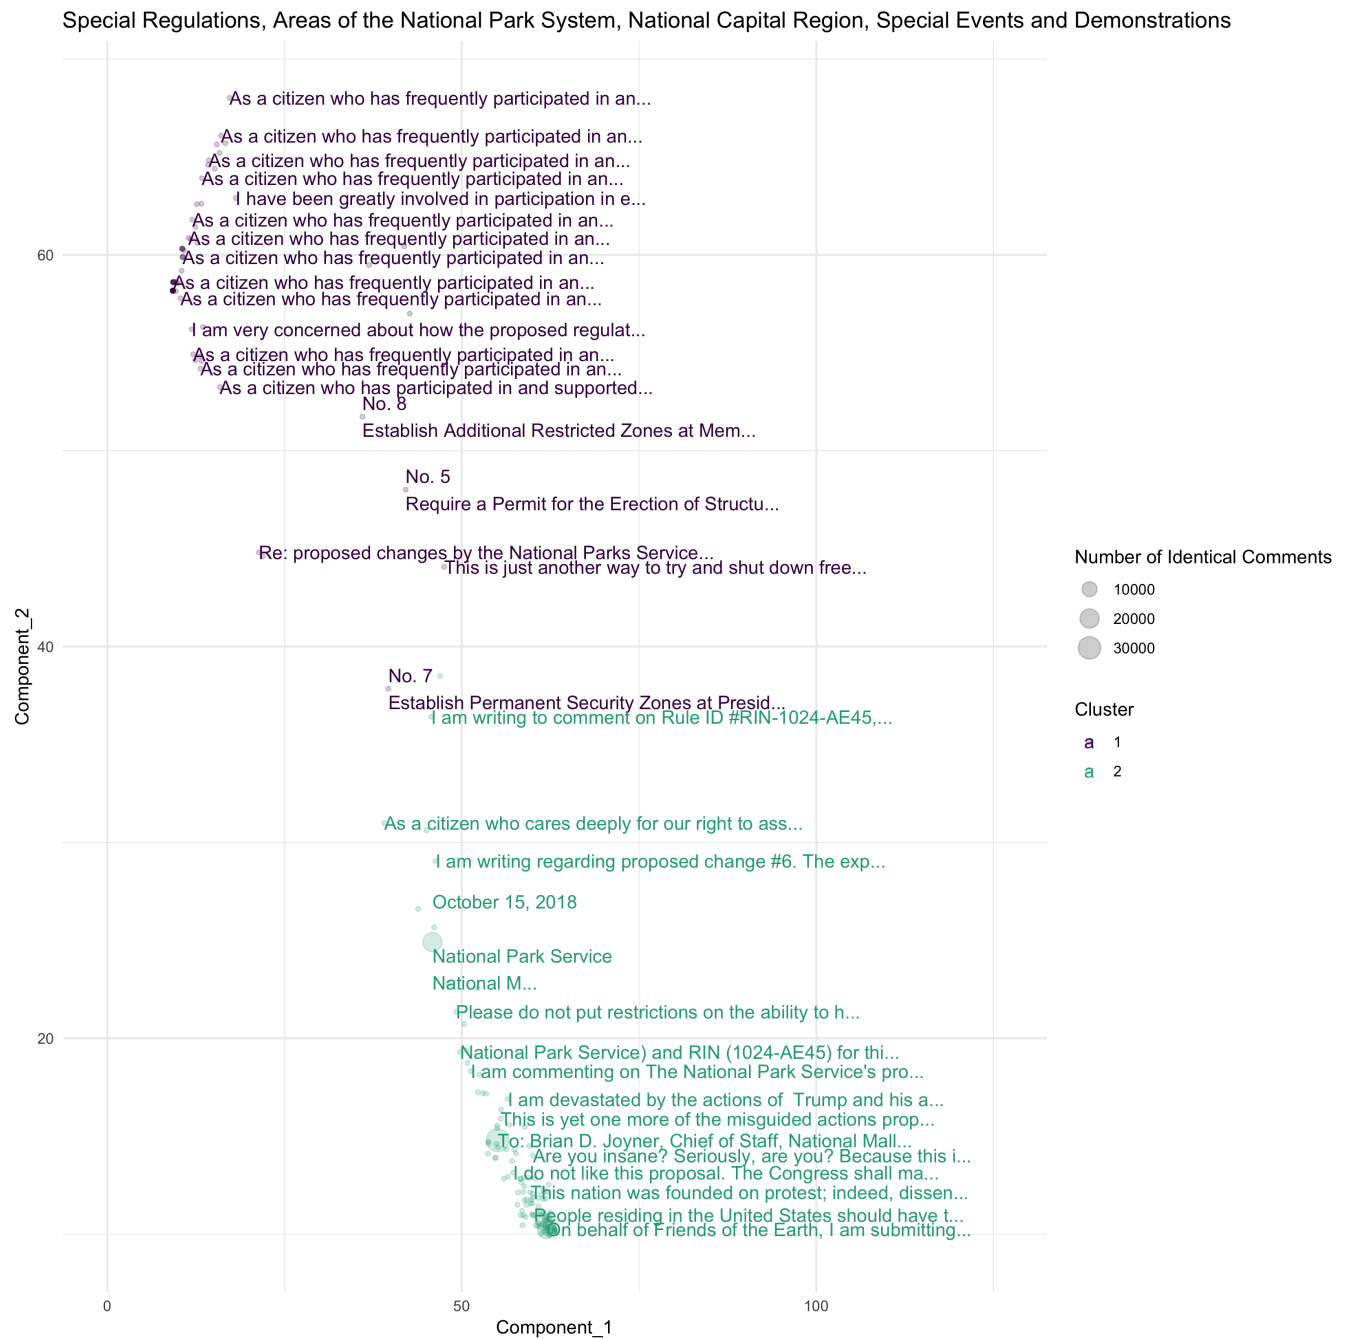 Special Regulations, Areas of the National Park System, National Capital Region, Special Events and Demonstrations
As a citizen who has frequently participated in an...
As a citizen who has frequently participated in an...
As a citizen who has frequently participated in an...
As a citizen who has frequently participated in an...
I have been greatly involved in participation in e...
As a citizen who has frequently participated in an...
As a citizen who has frequently participated in an...
60
As a citizen who has frequently participated in an...
As a citizen who has frequently participated in an...
As a citizen who has frequently participated in an...
I am very concerned about how the proposed regulat...
As a citizen who has frequently participated in an...
As a citizen who has frequently participated in an...
As a citizen who has participated in and supported...
No. 8
Establish Additional Restricted Zones at Mem...
No. 5
Require a Permit for the Erection of Structu...
Re: proposed changes by the National Parks Service...
This is just another way to try and shut down free...
40
No. 7
Establish Permanent Security Zones at Presid...
I am writing to comment on Rule ID #RIN-1024-AE45,...
As a citizen who cares deeply for our right to ass...
I am writing regarding proposed change #6. The exp...
October 15, 2018
National Park Service
National M...
Please do not put restrictions on the ability to h...
20
National Park Service) and RIN (1024-AE45) for thi...
I am commenting on The National Park Service's pro...
I am devastated by the actions of  Trump and his a...
This is yet one more of the misguided actions prop...
To: Brian D. Joyner, Chief of Staff, National Mall...
Are you insane? Seriously, are you? Because this i...
I do not like this proposal. The Congress shall ma...
This nation was founded on protest; indeed, dissen...
People residing in the United States should have t...
On behalf of Friends of the Earth, I am submitting...
0
50
100
Component_1
Component_2
Number of Identical Comments
10000
20000
30000
Cluster
a 1
a 2